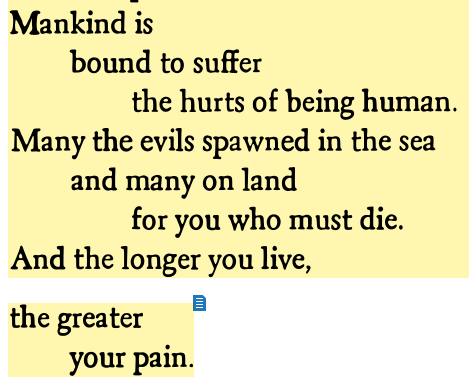 Mankind is
bound to suffer
the hurts of being human.
Many the evils spawned in the sea
and many on land
for you who must die.
And the longer you live,
the greater
your pain.